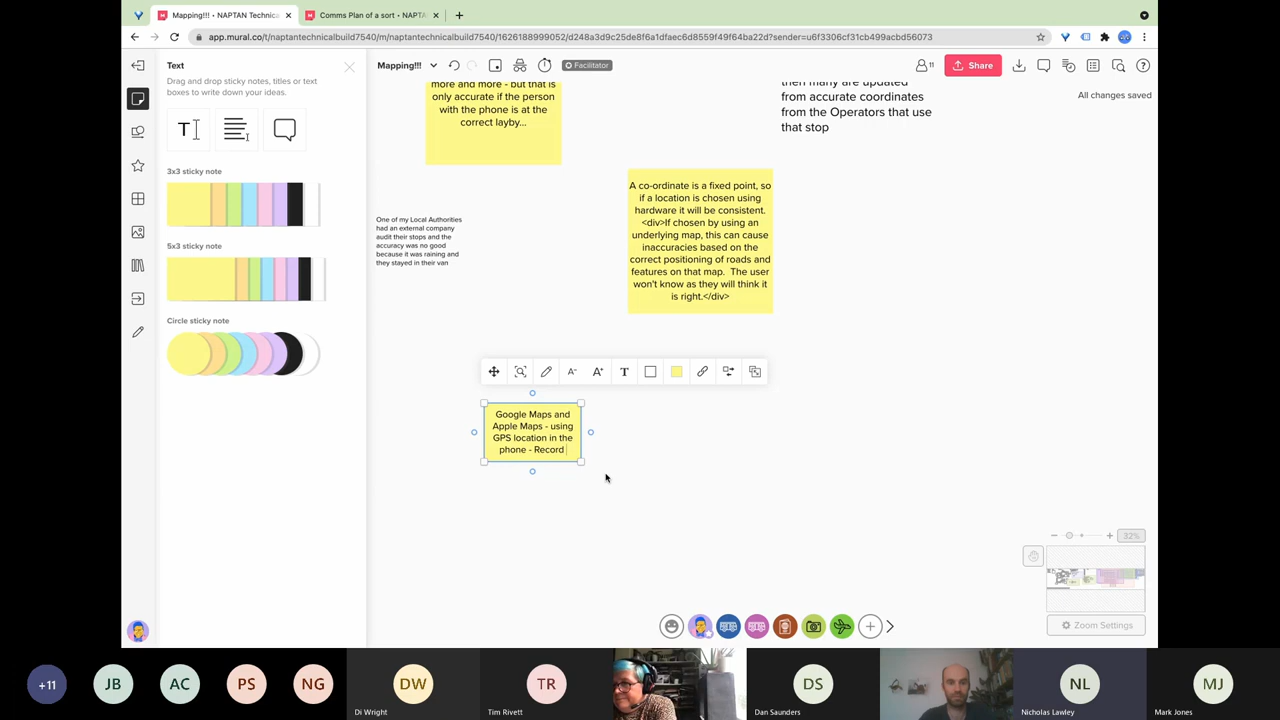 Mapping!!! • NAPTAN Technic
Comms Plan of a sort • NAPT
app.mural.co/t/naptantechnicalbuild7540/m/naptantechnicalbuild7540/1626188999052/d248a3d9c25de8f6a1dfaec6d8559f49f64ba22d?sender=u6f3306cf31cb499acbd56073
Text
Drag and drop sticky notes, titles or text
boxes to write down your ideas.
T
3x3 sticky note
5x3 sticky note
Circle sticky note
Mapping!!!
Facilitator
11
Share
All changes saved
more and more - but that is
only accurate if the person
with the phone is at the
correct layby...
then many are updated
from accurate coordinates
from the Operators that use
that stop
One of my Local Authorities
had an external company
audit their stops and the
accuracy was no good
because it was raining and
they stayed in their van
A co-ordinate is a fixed point, so
if a location is chosen using
hardware it will be consistent.
<div>If chosen by using an
underlying map, this can cause
inaccuracies based on the
correct positioning of roads and
features on that map. The user
won't know as they will think it
is right.</div>
A-
A+
T
Google Maps and
Apple Maps - using
GPS location in the
phone - Record
32%
Zoom Settings
+11
JB
AC
PS
NG
DW
Di Wright
TR
Tim Rivett
DS
Dan Saunders
NL
Nicholas Lawley
MJ
Mark Jones